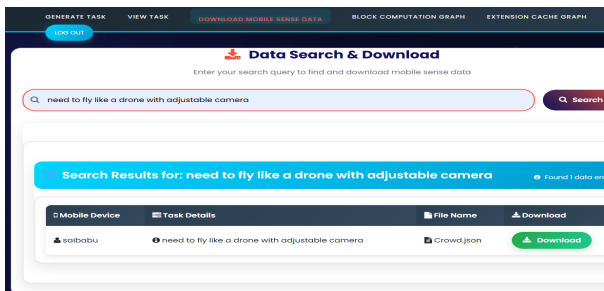 GENERATE TASK VIEW TASK DOWNLOAD MOBILE SENSE DATA BLOCK COMPUTATION GRAPH EXTENSION CACHE GRAPH
LOG OUT
Data Search & Download
Enter your search query to find and download mobile sense data
need to fly like a drone with adjustable camera Search
Search Results for: need to fly like a drone with adjustable camera Found 1 data en
Mobile Device Task Details File Name Download
saibabu need to fly like a drone with adjustable camera Crowd.json Download